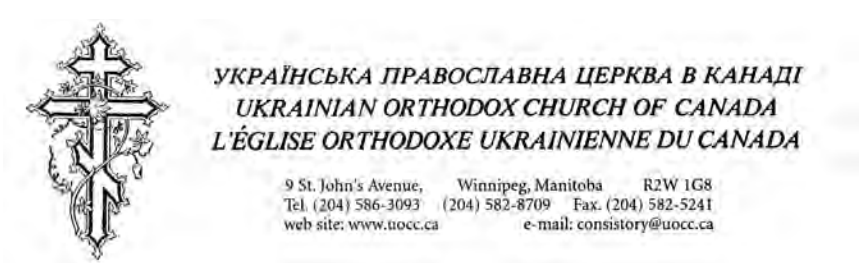 УКРАЇНСЬКА ПРАВОСЛАВНА ЦЕРКВА В КАНАДІ
UKRAINIAN ORTHODOX CHURCH OF CANADA
L'ÉGLISE ORTHODOXE UKRAINIENNE DU CANADA
9 St. John's Avenue, Winnipeg, Manitoba R2W 1G8
Tel. (204) 586-3093 (204) 582-8709 Fax. (204) 582-5241
web site: www.uocc.ca e-mail: consistory@uocc.ca